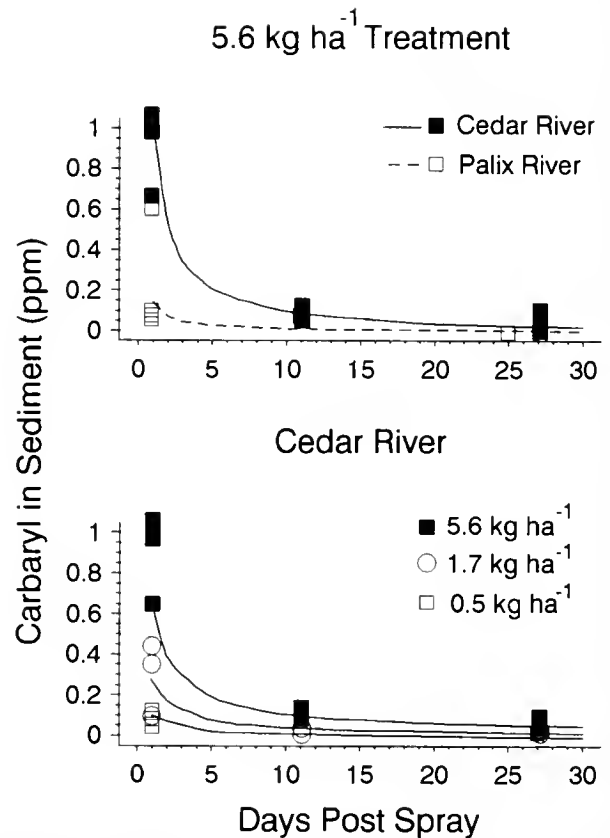 5.6 kg ha⁻¹ Treatment
Carbaryl in Sediment (ppm)
1
0.8
0.6
0.4
0.2
0
Cedar River
Palix River
0 5 10 15 20 25 30
Cedar River
1
0.8
0.6
0.4
0.2
0
5.6 kg ha⁻¹
1.7 kg ha⁻¹
0.5 kg ha⁻¹
0 5 10 15 20 25 30
Days Post Spray